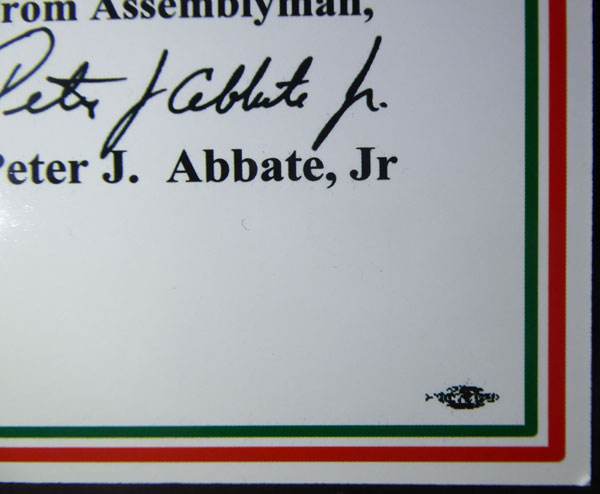 rom Assemblyman,
Peter J Abbate Jr.
Peter J. Abbate, Jr